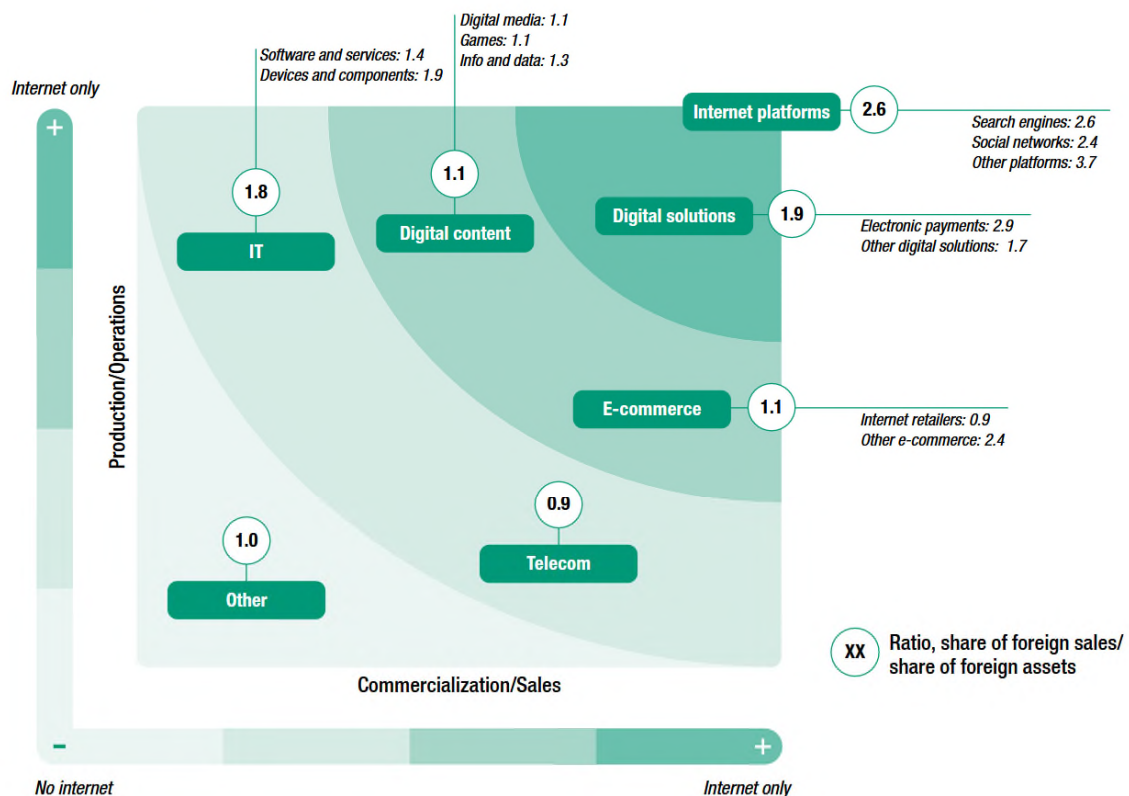 Digital media: 1.1
Games: 1.1
Info and data: 1.3
Software and services: 1.4
Devices and components: 1.9
Internet only
+
Internet platforms
2.6
Search engines: 2.6
Social networks: 2.4
Other platforms: 3.7
1.8
IT
1.1
Digital content
Digital solutions
1.9
Electronic payments: 2.9
Other digital solutions: 1.7
Production/Operations
E-commerce
1.1
Internet retailers: 0.9
Other e-commerce: 2.4
0.9
Telecom
1.0
Other
XX
Ratio, share of foreign sales/
share of foreign assets
Commercialization/Sales
-
+
No internet
Internet only